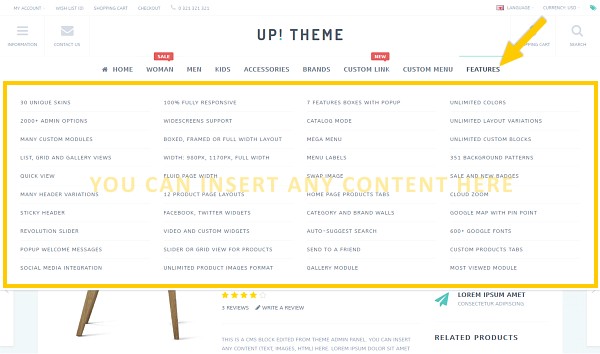 MY ACCOUNT WISH LIST (0) SHOPPING CART CHECKOUT 0 321 321 321 LANGUAGE CURRENCY: USD
UP! THEME
INFORMATION CONTACT US SHOPPING CART SEARCH
SALE NEW
HOME WOMAN MEN KIDS ACCESSORIES BRANDS CUSTOM LINK CUSTOM MENU FEATURES
30 UNIQUE SKINS 100% FULLY RESPONSIVE 7 FEATURES BOXES WITH POPUP UNLIMITED COLORS
2000+ ADMIN OPTIONS WIDESCREENS SUPPORT CATALOG MODE UNLIMITED LAYOUT VARIATIONS
MANY CUSTOM MODULES BOXED, FRAMED OR FULL WIDTH LAYOUT MEGA MENU UNLIMITED CUSTOM BLOCKS
LIST, GRID AND GALLERY VIEWS WIDTH: 980PX, 1170PX, FULL WIDTH MENU LABELS 351 BACKGROUND PATTERNS
QUICK VIEW FLUID PAGE WIDTH SWAP IMAGE SALE AND NEW BADGES
YOU CAN INSERT ANY CONTENT HERE
MANY HEADER VARIATIONS 12 PRODUCT PAGE LAYOUTS HOME PAGE PRODUCTS TABS CLOUD ZOOM
STICKY HEADER FACEBOOK, TWITTER WIDGETS CATEGORY AND BRAND WALLS GOOGLE MAP WITH PIN POINT
REVOLUTION SLIDER VIDEO AND CUSTOM WIDGETS AUTO-SUGGEST SEARCH 600+ GOOGLE FONTS
POPUP WELCOME MESSAGES SLIDER OR GRID VIEW FOR PRODUCTS SEND TO A FRIEND CUSTOM PRODUCTS TABS
SOCIAL MEDIA INTEGRATION UNLIMITED PRODUCT IMAGES FORMAT GALLERY MODULE MOST VIEWED MODULE
LOREM IPSUM AMET
CONSECTETUR ADIPISCING
3 REVIEWS WRITE A REVIEW
RELATED PRODUCTS
THIS IS A CMS BLOCK EDITED FROM THEME ADMIN PANEL. YOU CAN INSERT
ANY CONTENT (TEXT, IMAGES, HTML) HERE. LOREM IPSUM DOLOR SIT